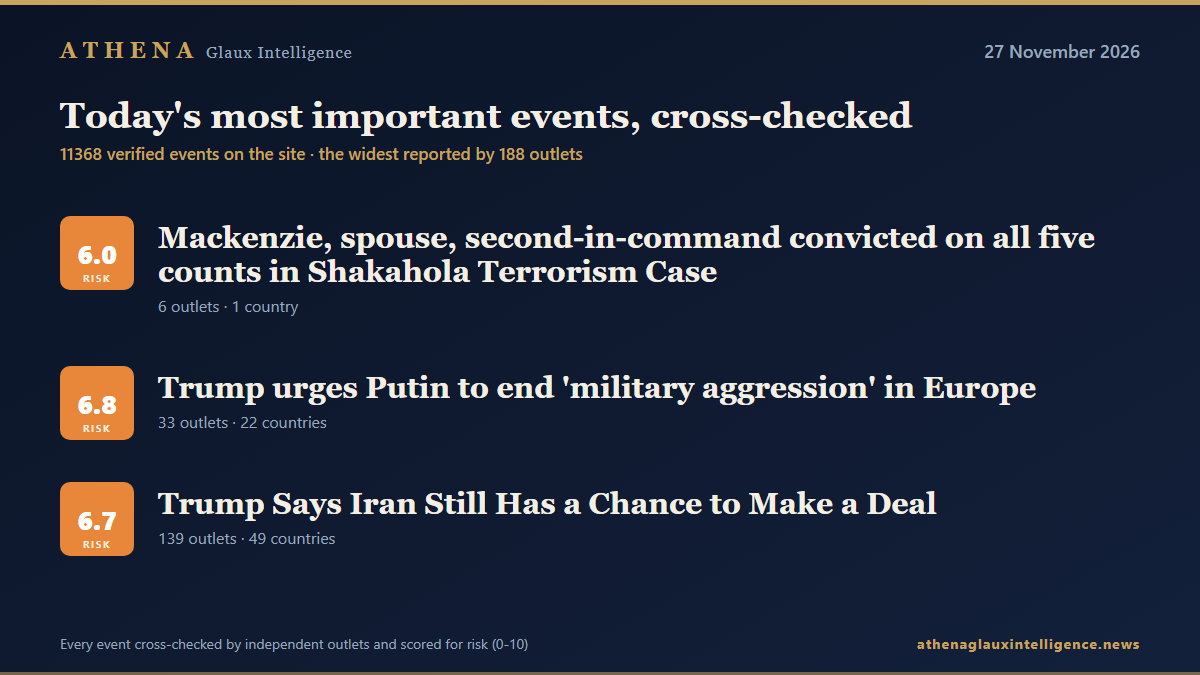 ATHENA Glaux Intelligence
27 November 2026
Today's most important events, cross-checked
11368 verified events on the site · the widest reported by 188 outlets
6.0
RISK
Mackenzie, spouse, second-in-command convicted on all five
counts in Shakahola Terrorism Case
6 outlets · 1 country
6.8
RISK
Trump urges Putin to end 'military aggression' in Europe
33 outlets · 22 countries
6.7
RISK
Trump Says Iran Still Has a Chance to Make a Deal
139 outlets · 49 countries
Every event cross-checked by independent outlets and scored for risk (0-10)
athenaglauxintelligence.news